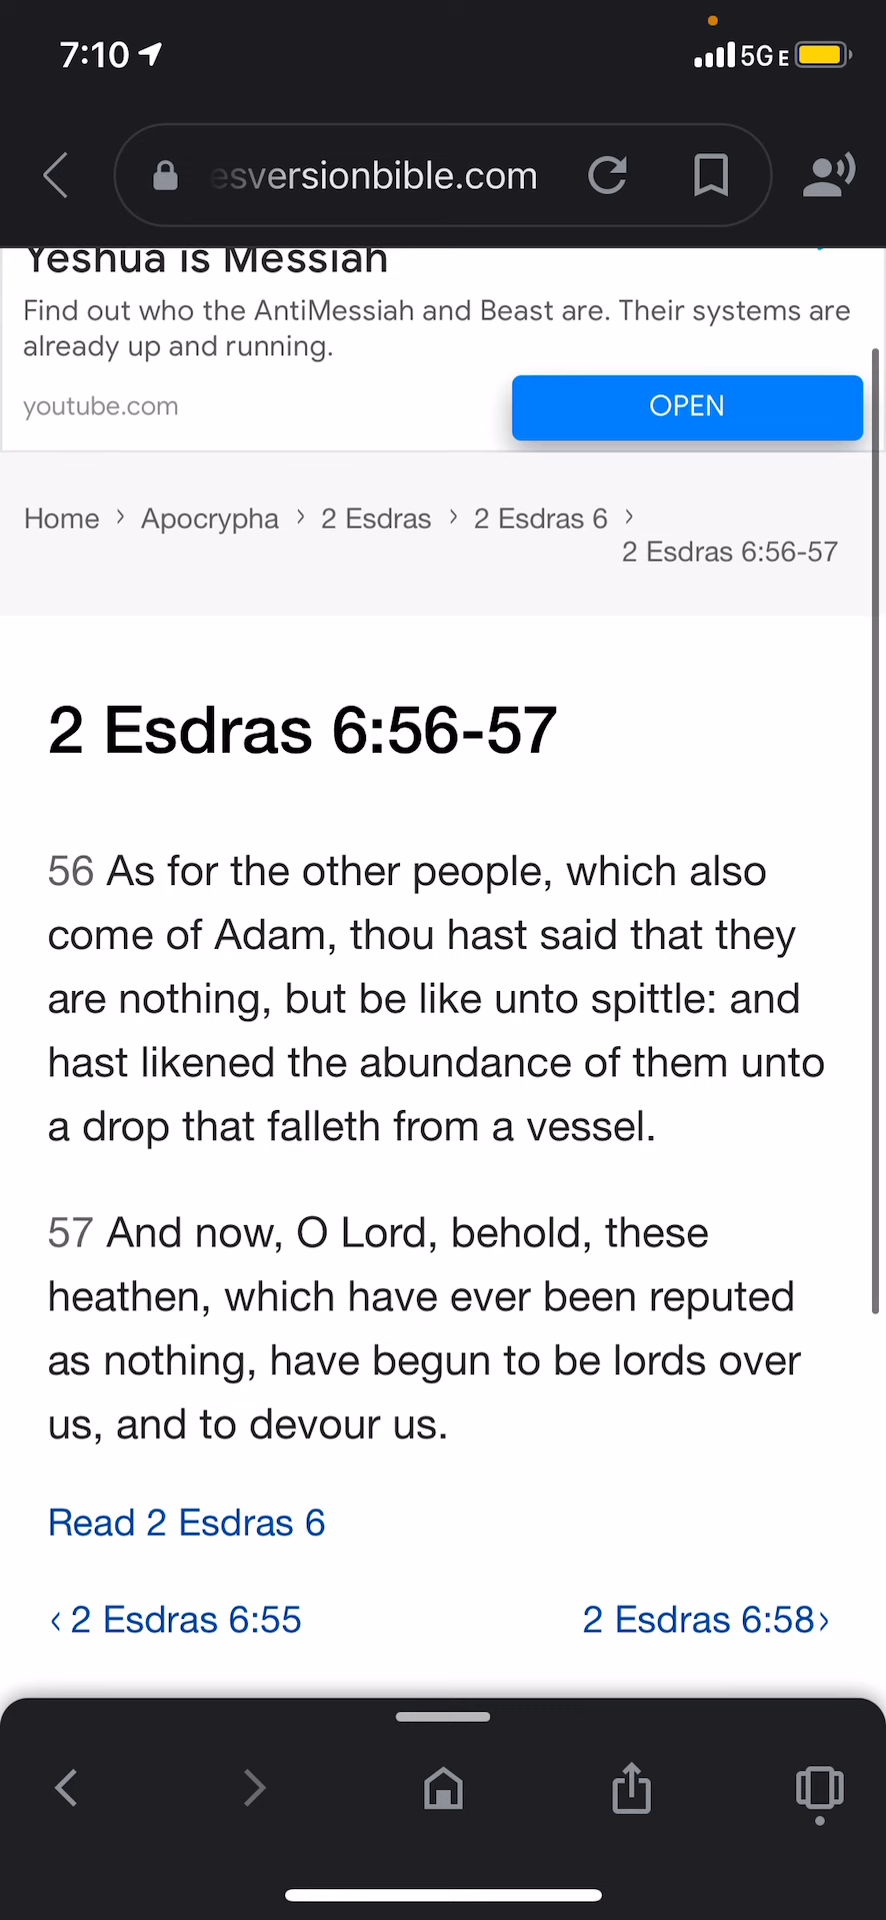 7:10
5G E
esversionbible.com
Yeshua is Messiah
Find out who the AntiMessiah and Beast are. Their systems are
already up and running.
youtube.com
OPEN
Home > Apocrypha > 2 Esdras > 2 Esdras 6 >
2 Esdras 6:56-57
2 Esdras 6:56-57
56 As for the other people, which also
come of Adam, thou hast said that they
are nothing, but be like unto spittle: and
hast likened the abundance of them unto
a drop that falleth from a vessel.
57 And now, O Lord, behold, these
heathen, which have ever been reputed
as nothing, have begun to be lords over
us, and to devour us.
Read 2 Esdras 6
‹ 2 Esdras 6:55
2 Esdras 6:58›